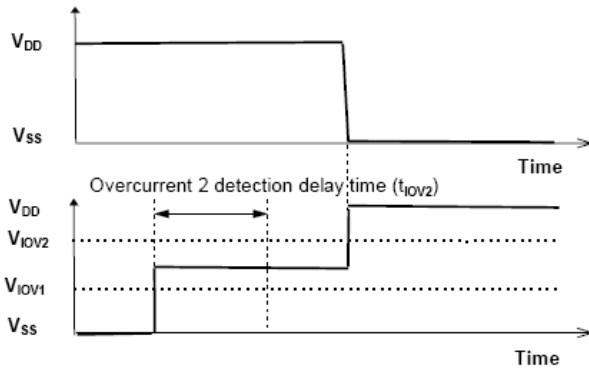 VDD
VSS
Time
Overcurrent 2 detection delay time (tIOV2)
VDD
VIOV2
VIOV1
VSS
Time